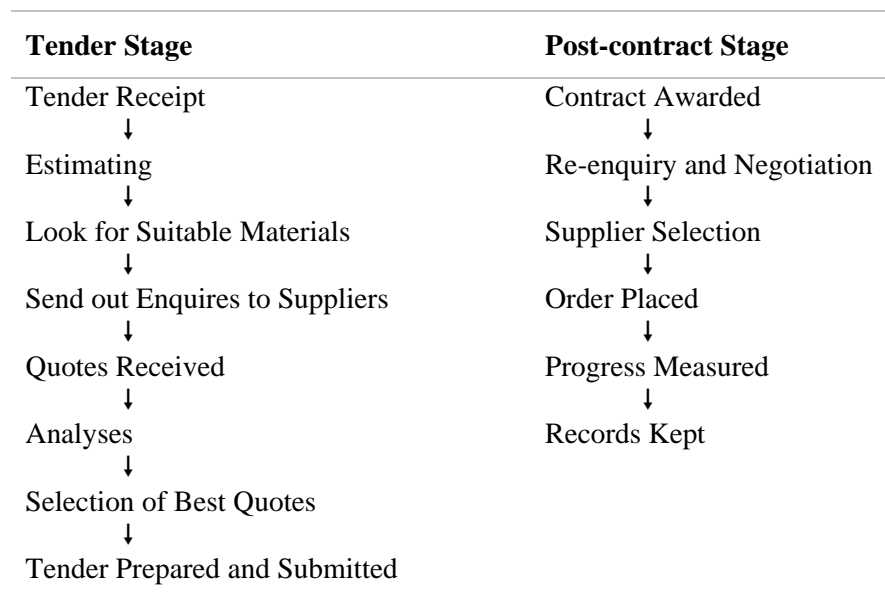 Tender Stage Post-contract Stage
Tender Receipt Contract Awarded
↓ ↓
Estimating Re-enquiry and Negotiation
↓ ↓
Look for Suitable Materials Supplier Selection
↓ ↓
Send out Enquires to Suppliers Order Placed
↓ ↓
Quotes Received Progress Measured
↓ ↓
Analyses Records Kept
↓
Selection of Best Quotes
↓
Tender Prepared and Submitted